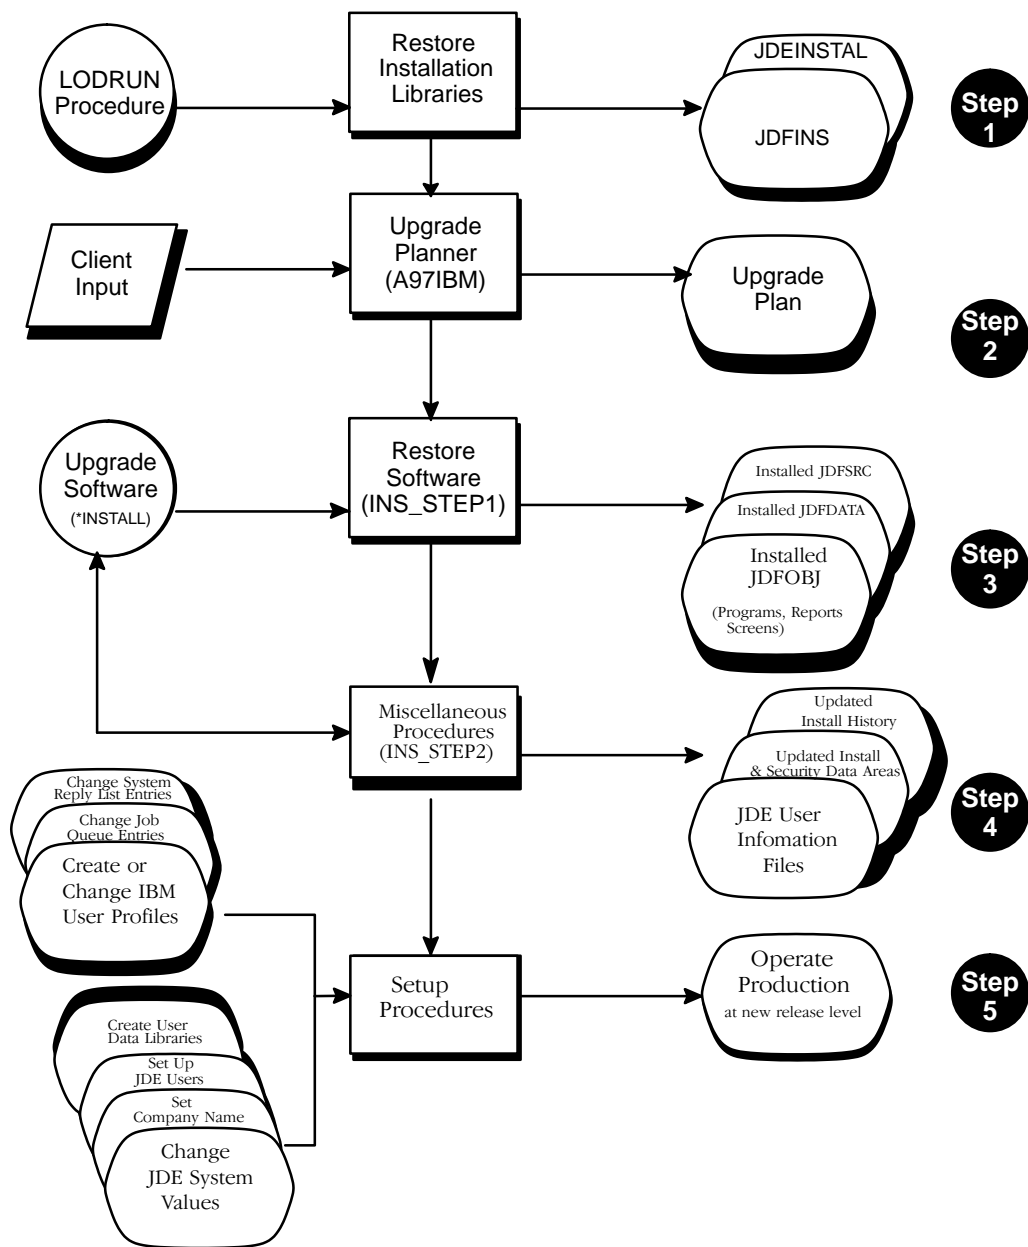 LODRUN
Procedure
Restore
Installation
Libraries
JDEINSTAL
JDFINS
Step
1
Client
Input
Upgrade
Planner
(A97IBM)
Upgrade
Plan
Step
2
Upgrade
Software
(*INSTALL)
Restore
Software
(INS_STEP1)
Installed JDFSRC
Installed JDFDATA
Installed
JDFOBJ
(Programs, Reports
Screens)
Step
3
Miscellaneous
Procedures
(INS_STEP2)
Updated
Install History
Updated Install
& Security Data Areas
JDE User
Infomation
Files
Step
4
Change System
Reply List Entries
Change Job
Queue Entries
Create or
Change IBM
User Profiles
Setup
Procedures
Operate
Production
at new release level
Step
5
Create User
Data Libraries
Set Up
JDE Users
Set
Company Name
Change
JDE System
Values